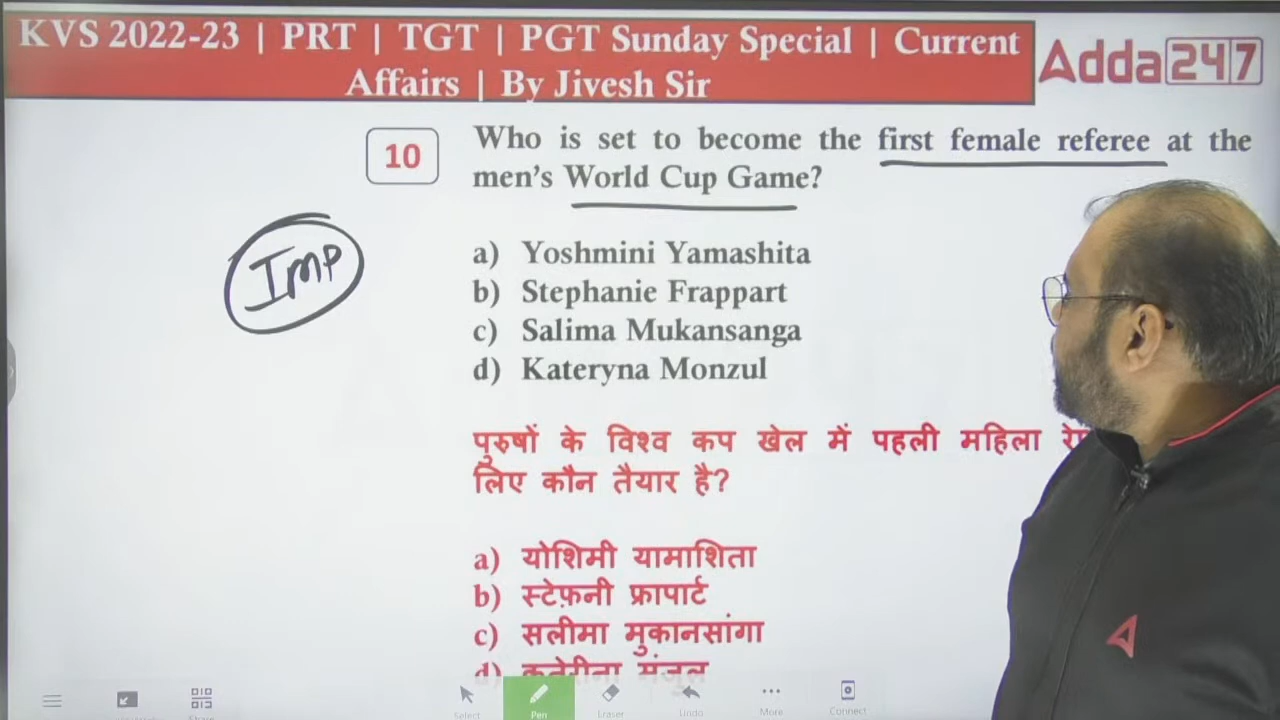 KVS 2022-23 | PRT | TGT | PGT Sunday Special | Current
Affairs | By Jivesh Sir
Adda247
10
Who is set to become the first female referee at the
men's World Cup Game?
Imp
a) Yoshmini Yamashita
b) Stephanie Frappart
c) Salima Mukansanga
d) Kateryna Monzul
पुरुषों के विश्व कप खेल में पहली महिला
लिए कौन तैयार है?
a) योशिमी यामाशिता
b) स्टेफ़नी फ्रापार्ट
c) सलीमा मुकानसांगा
d)
Select
Pen
Eraser
Undo
More
Connect
Share